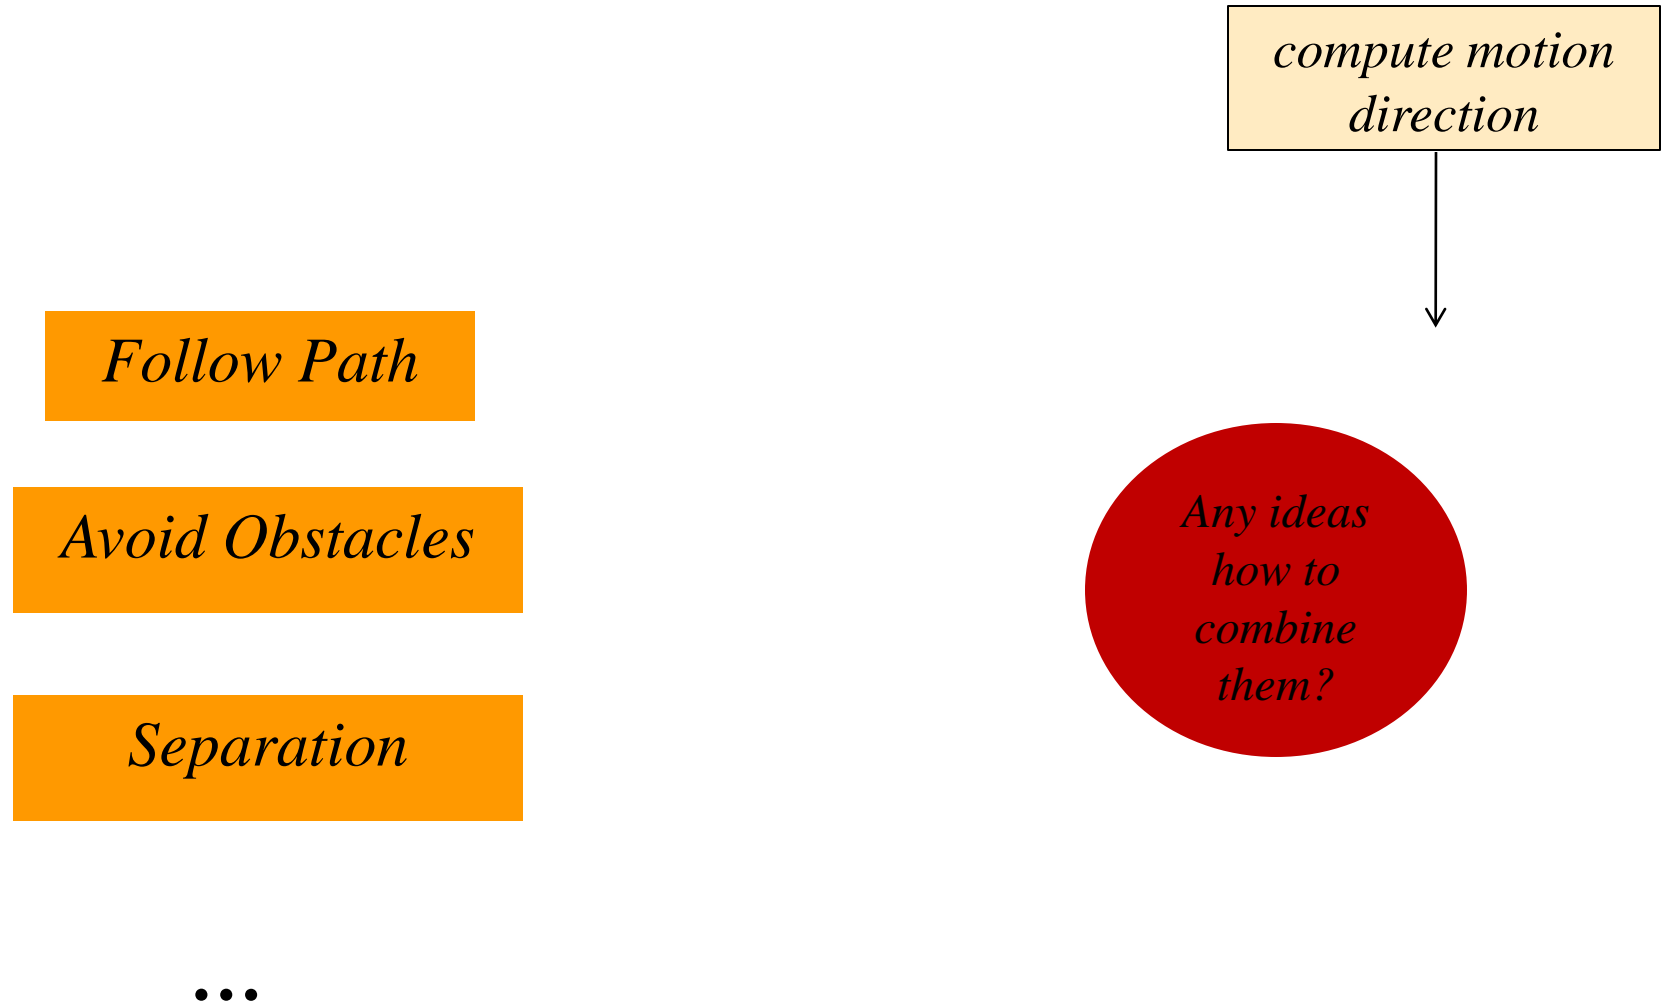 compute motion
direction
Follow Path
Avoid Obstacles
Separation
...
Any ideas
how to
combine
them?